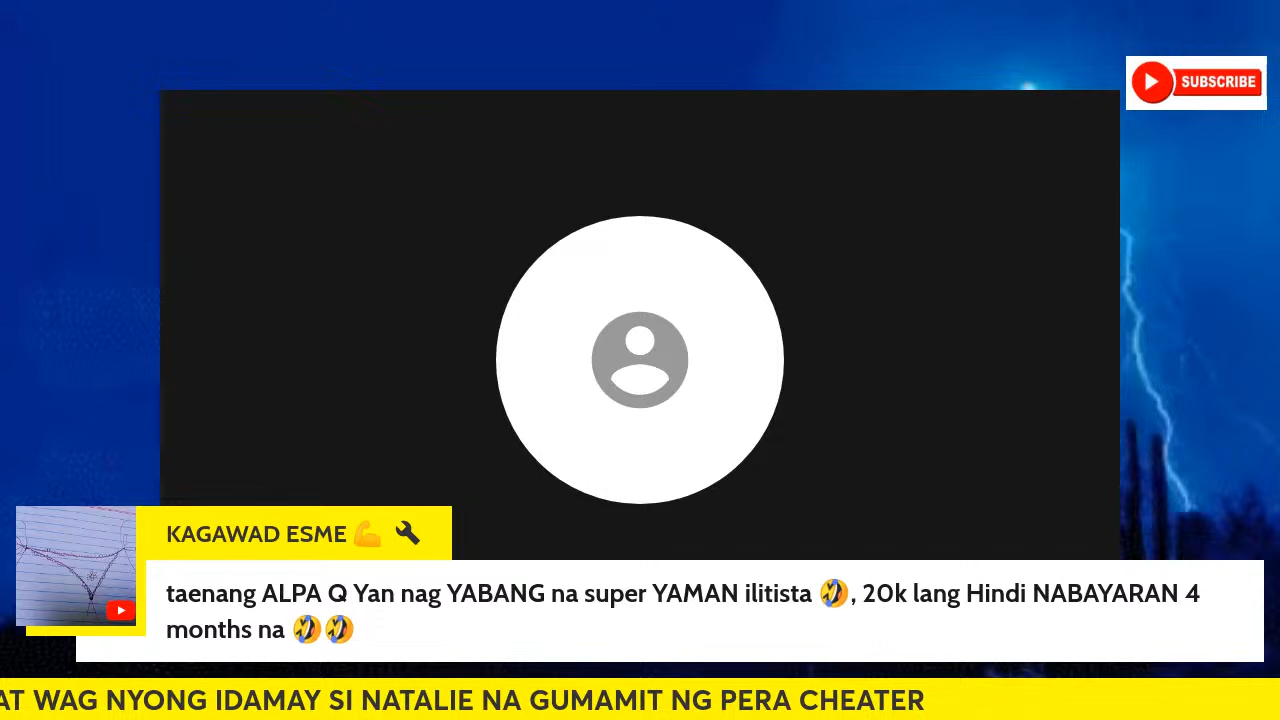 SUBSCRIBE
KAGAWAD ESME 💪 🔧
taenang ALPA Q Yan nag YABANG na super YAMAN ilitista 🤣, 20k lang Hindi NABAYARAN 4
months na 🤣🤣
AT WAG NYONG IDAMAY SI NATALIE NA GUMAMIT NG PERA CHEATER